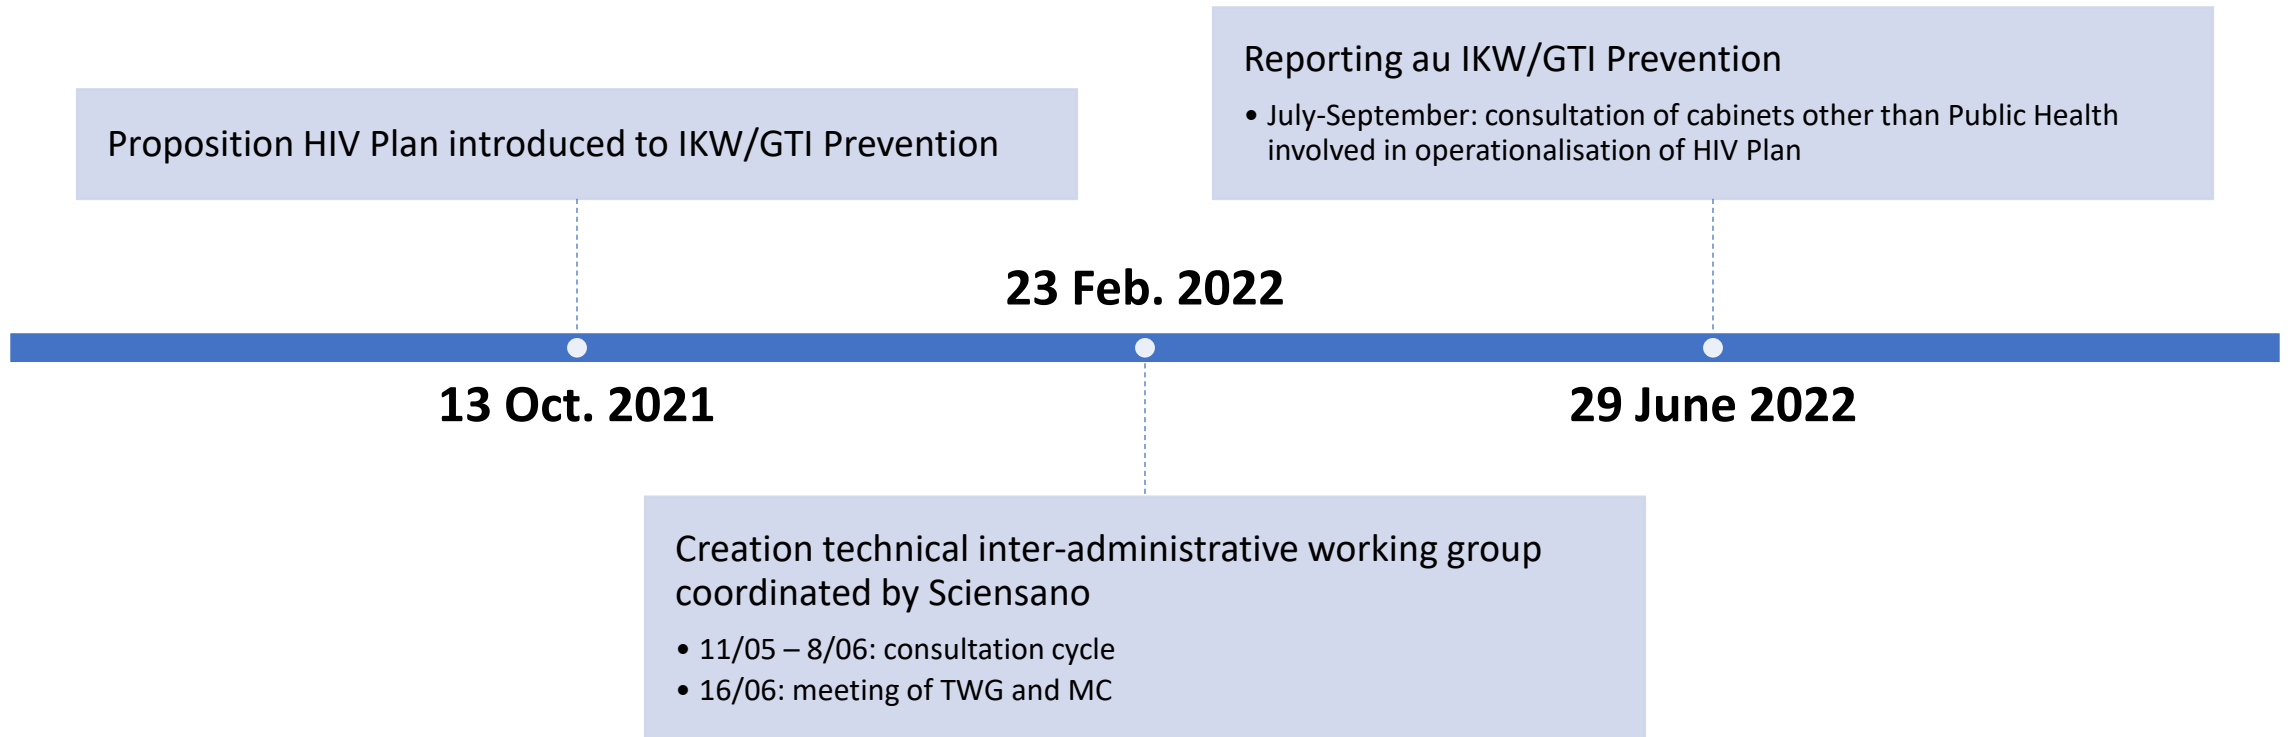 Proposition HIV Plan introduced to IKW/GTI Prevention
13 Oct. 2021
23 Feb. 2022
Creation technical inter-administrative working group
coordinated by Sciensano
• 11/05 – 8/06: consultation cycle
• 16/06: meeting of TWG and MC
Reporting au IKW/GTI Prevention
• July-September: consultation of cabinets other than Public Health
involved in operationalisation of HIV Plan
29 June 2022